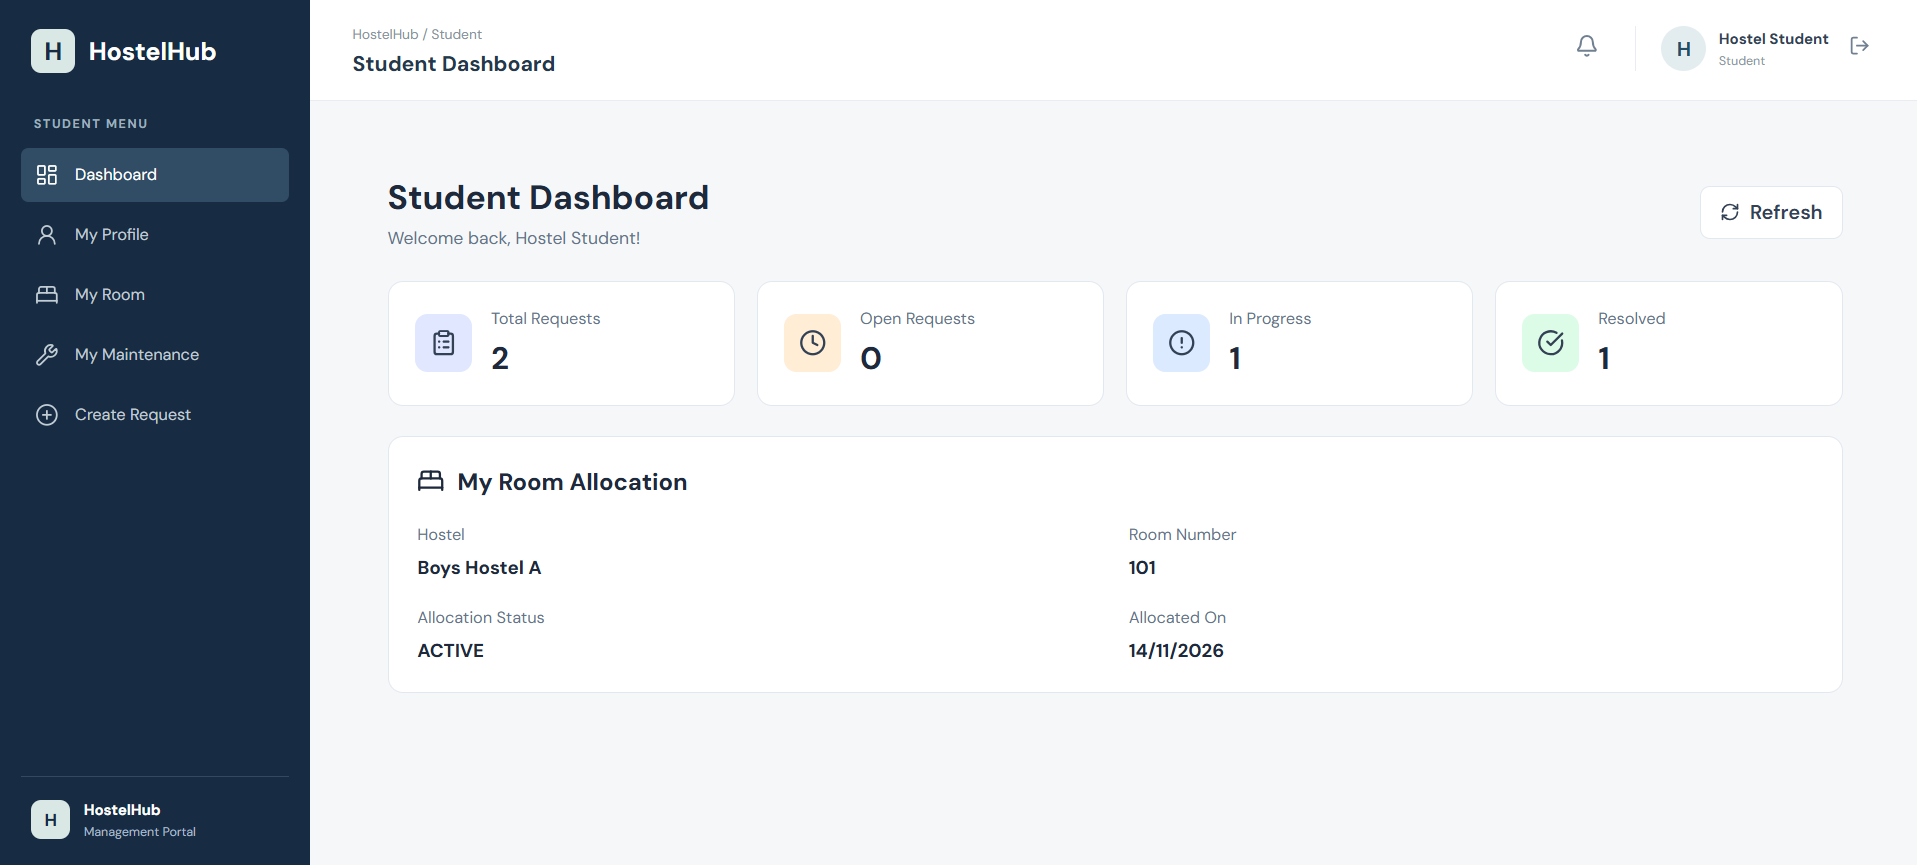 H HostelHub
STUDENT MENU
Dashboard
My Profile
My Room
My Maintenance
Create Request
H HostelHub
Management Portal
HostelHub / Student
Student Dashboard
H Hostel Student
Student
Student Dashboard
Welcome back, Hostel Student!
Refresh
Total Requests
2
Open Requests
0
In Progress
1
Resolved
1
My Room Allocation
Hostel
Boys Hostel A
Room Number
101
Allocation Status
ACTIVE
Allocated On
14/11/2026